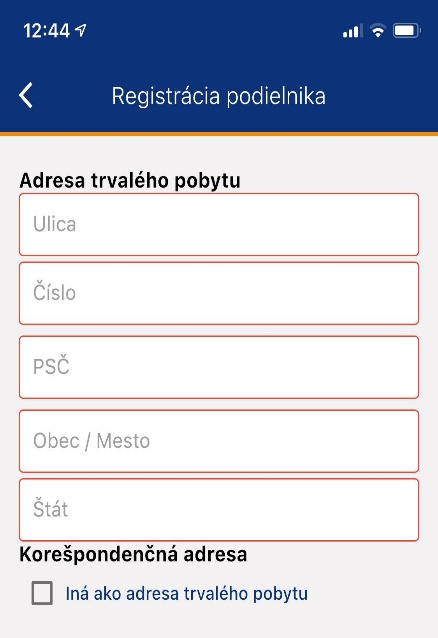 12:44
Registrácia podielnika
Adresa trvalého pobytu
Ulica
Číslo
PSČ
Obec / Mesto
Štát
Korešpondenčná adresa
Iná ako adresa trvalého pobytu